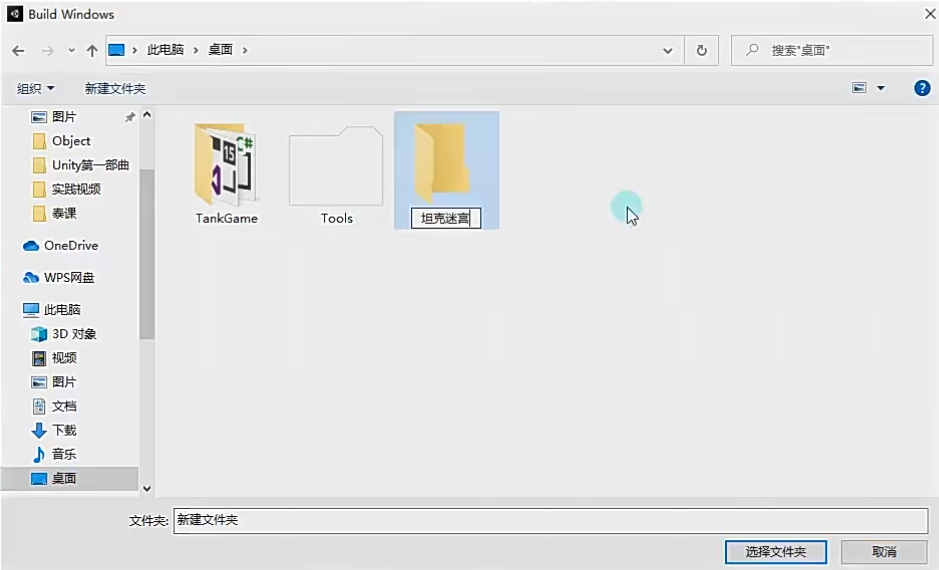 Build Windows
此电脑 桌面
搜索"桌面"
组织 新建文件夹
图片
Object
Unity第一部曲
实践视频
泰课
OneDrive
WPS网盘
此电脑
3D 对象
视频
图片
文档
下载
音乐
桌面
TankGame
Tools
坦克迷宫
文件夹: 新建文件夹
选择文件夹 取消